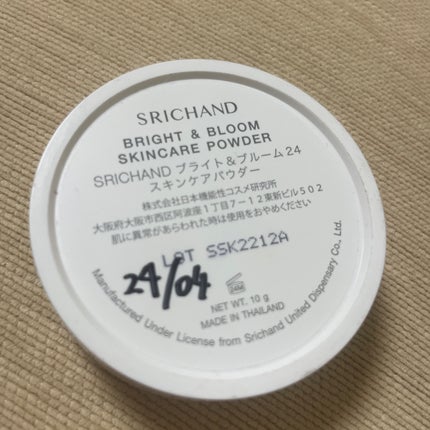 SRICHAND
BRIGHT & BLOOM
SKINCARE POWDER
SRICHAND ブライト＆ブルーム24
スキンケアパウダー
株式会社日本機能性コスメ研究所
大阪府大阪市西区阿波座1丁目7－12東新ビル502
肌に異常があらわれた時は使用をおやめください。
LOT SSK2212A
24/04
24M
NET WT. 10 g
MADE IN THAILAND
Manufactured Under License from Srichand United Dispensary Co., Ltd.